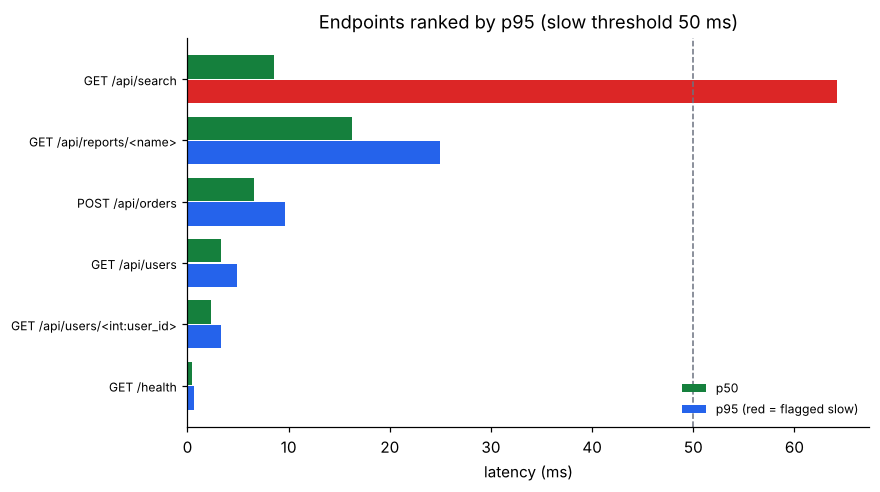 Endpoints ranked by p95 (slow threshold 50 ms)
GET /api/search
GET /api/reports/<name>
POST /api/orders
GET /api/users
GET /api/users/<int:user_id>
GET /health
p50
p95 (red = flagged slow)
0 10 20 30 40 50 60
latency (ms)